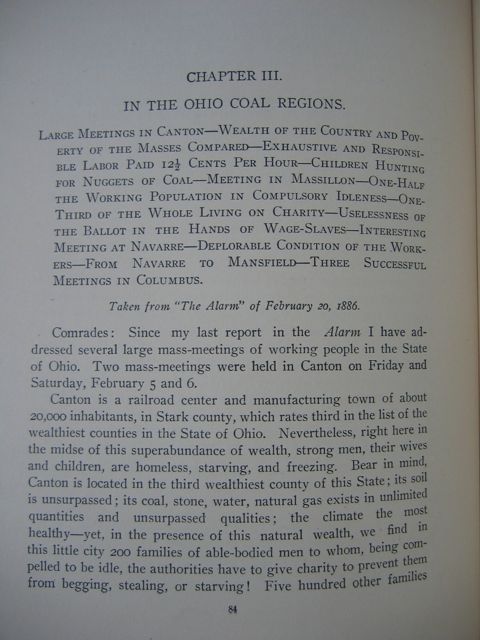 CHAPTER III.
IN THE OHIO COAL REGIONS.
LARGE MEETINGS IN CANTON—WEALTH OF THE COUNTRY AND POV-
ERTY OF THE MASSES COMPARED—EXHAUSTIVE AND RESPONSI-
BLE LABOR PAID 12½ CENTS PER HOUR—CHILDREN HUNTING
FOR NUGGETS OF COAL—MEETING IN MASSILLON—ONE-HALF
THE WORKING POPULATION IN COMPULSORY IDLENESS—ONE-
THIRD OF THE WHOLE LIVING ON CHARITY—USELESSNESS OF
THE BALLOT IN THE HANDS OF WAGE-SLAVES—INTERESTING
MEETING AT NAVARRE—DEPLORABLE CONDITION OF THE WORK-
ERS—FROM NAVARRE TO MANSFIELD—THREE SUCCESSFUL
MEETINGS IN COLUMBUS.
Taken from "The Alarm" of February 20, 1886.
Comrades: Since my last report in the Alarm I have ad-
dressed several large mass-meetings of working people in the State
of Ohio. Two mass-meetings were held in Canton on Friday and
Saturday, February 5 and 6.
Canton is a railroad center and manufacturing town of about
20,000 inhabitants, in Stark county, which rates third in the list of the
wealthiest counties in the State of Ohio. Nevertheless, right here in
the midse of this superabundance of wealth, strong men, their wives
and children, are homeless, starving, and freezing. Bear in mind,
Canton is located in the third wealthiest county of this State; its soil
is unsurpassed; its coal, stone, water, natural gas exists in unlimited
quantities and unsurpassed qualities; the climate the most
healthy—yet, in the presence of this natural wealth, we find in
this little city 200 families of able-bodied men to whom, being com-
pelled to be idle, the authorities have to give charity to prevent them
from begging, stealing, or starving! Five hundred other families
84